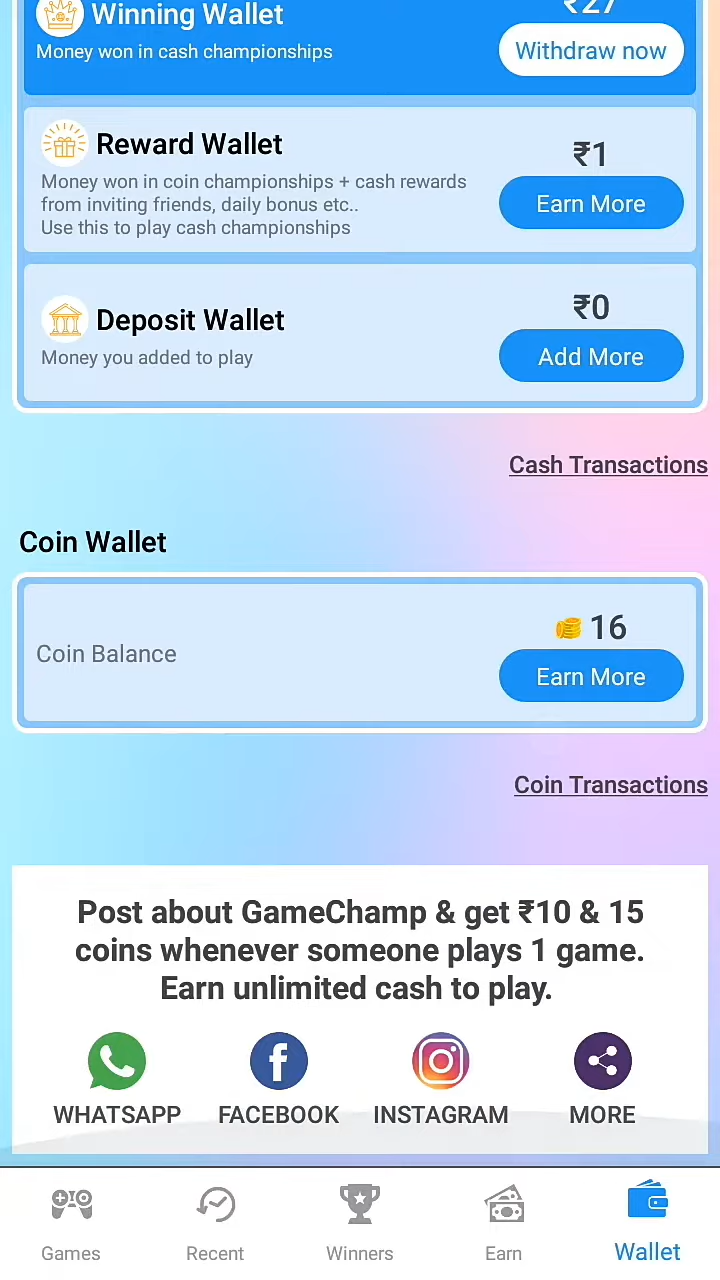 Winning Wallet
₹27
Money won in cash championships
Withdraw now
Reward Wallet
₹1
Money won in coin championships + cash rewards
from inviting friends, daily bonus etc..
Use this to play cash championships
Earn More
Deposit Wallet
₹0
Money you added to play
Add More
Cash Transactions
Coin Wallet
16
Coin Balance
Earn More
Coin Transactions
Post about GameChamp & get ₹10 & 15
coins whenever someone plays 1 game.
Earn unlimited cash to play.
WHATSAPP FACEBOOK INSTAGRAM MORE
Games Recent Winners Earn Wallet